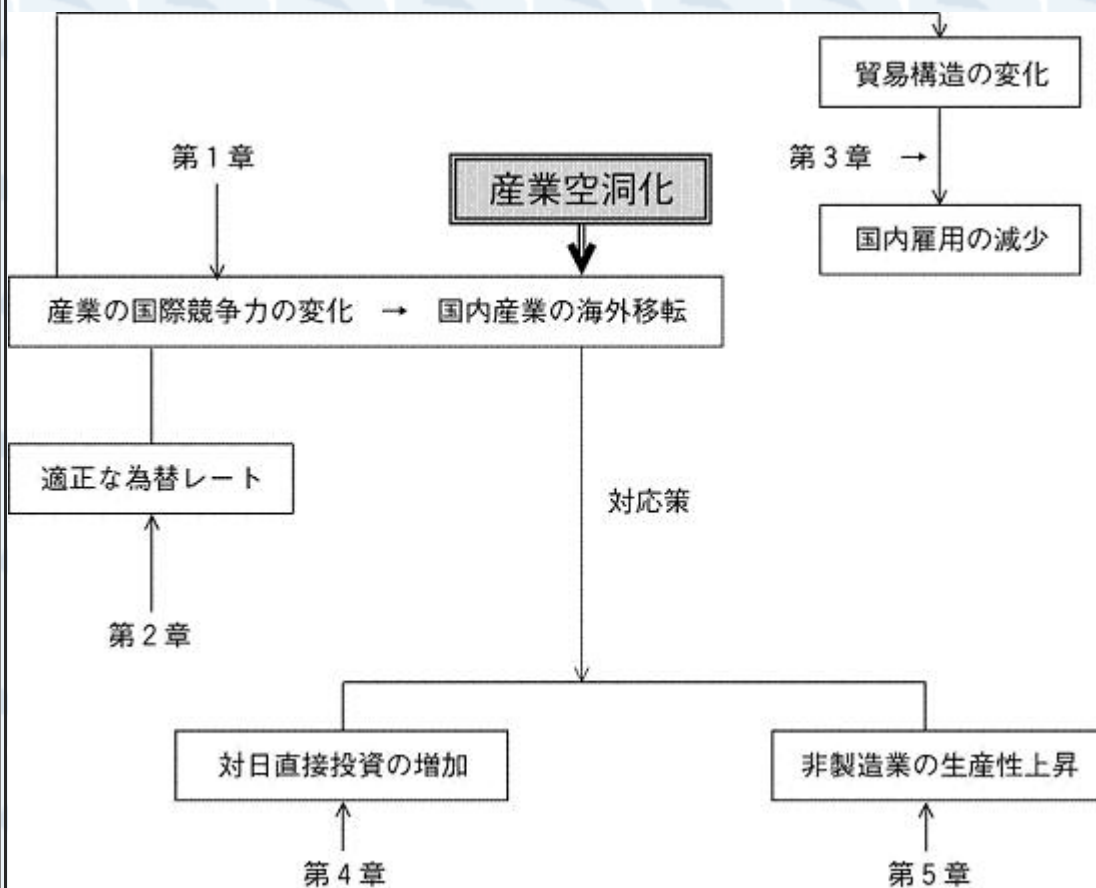 貿易構造の変化
第1章
第3章 →
産業空洞化
国内雇用の減少
産業の国際競争力の変化 → 国内産業の海外移転
適正な為替レート
対応策
第2章
対日直接投資の増加
非製造業の生産性上昇
第4章
第5章